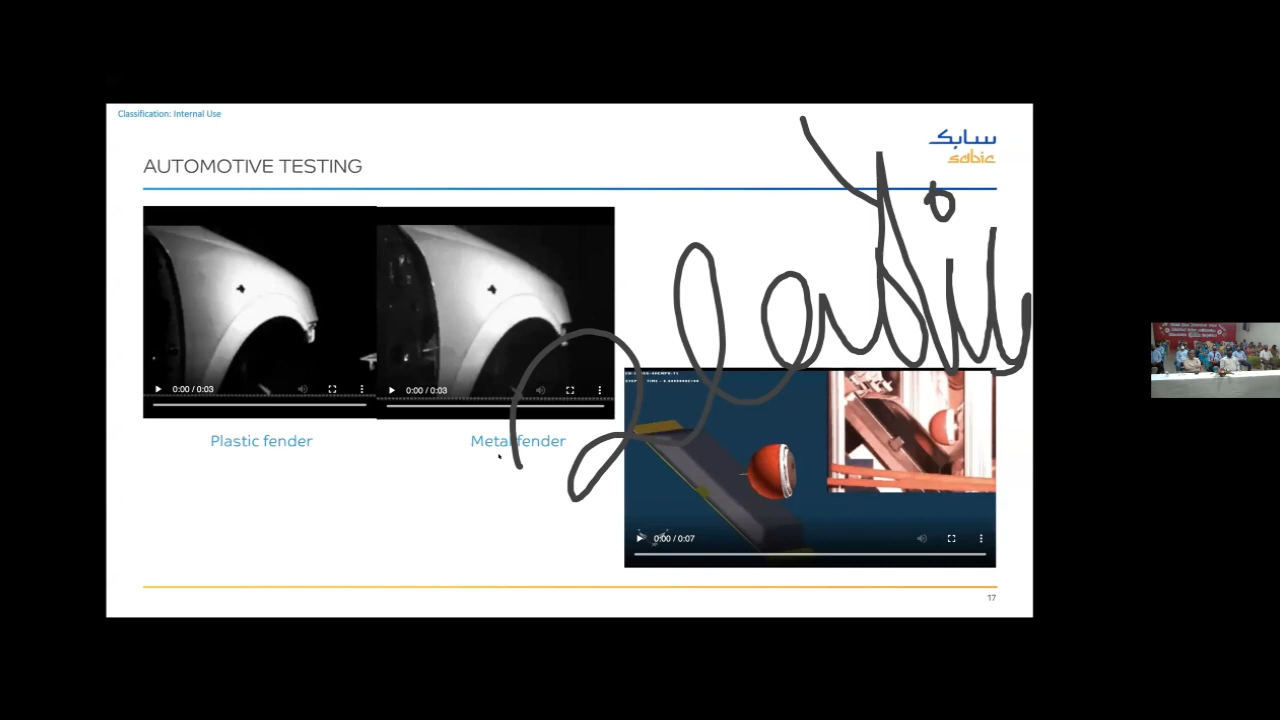 Classification: Internal Use
سابك
sabic
AUTOMOTIVE TESTING
0:00 / 0:03
0:00 / 0:03
Plastic fender
Metal fender
0:00 / 0:07
17